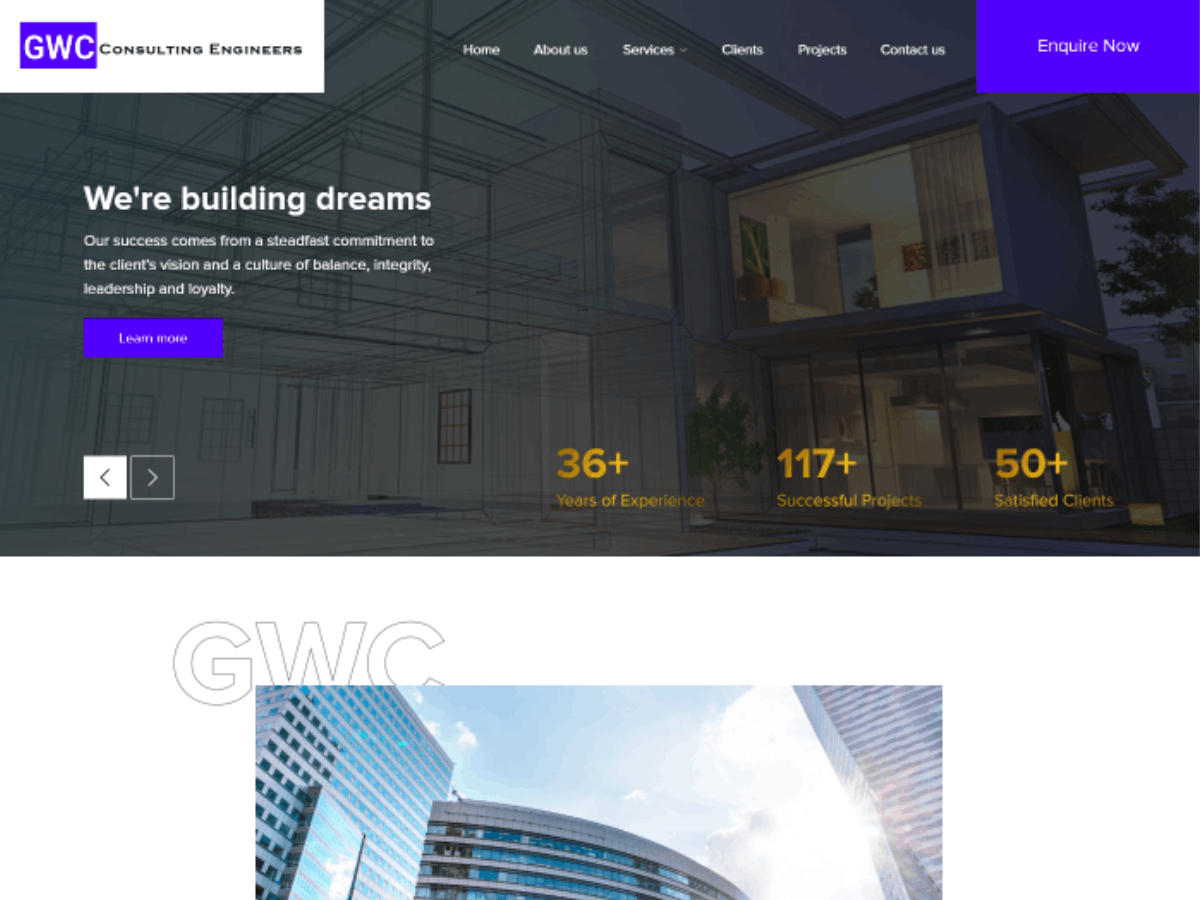 GWC CONSULTING ENGINEERS
Home
About us
Services
Clients
Projects
Contact us
Enquire Now
We're building dreams
Our success comes from a steadfast commitment to
the client's vision and a culture of balance, integrity,
leadership and loyalty.
Learn more
36+
Years of Experience
117+
Successful Projects
50+
Satisfied Clients
GWC